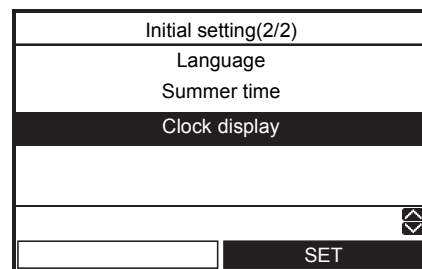 Initial setting(2/2)
Language
Summer time
Clock display
SET